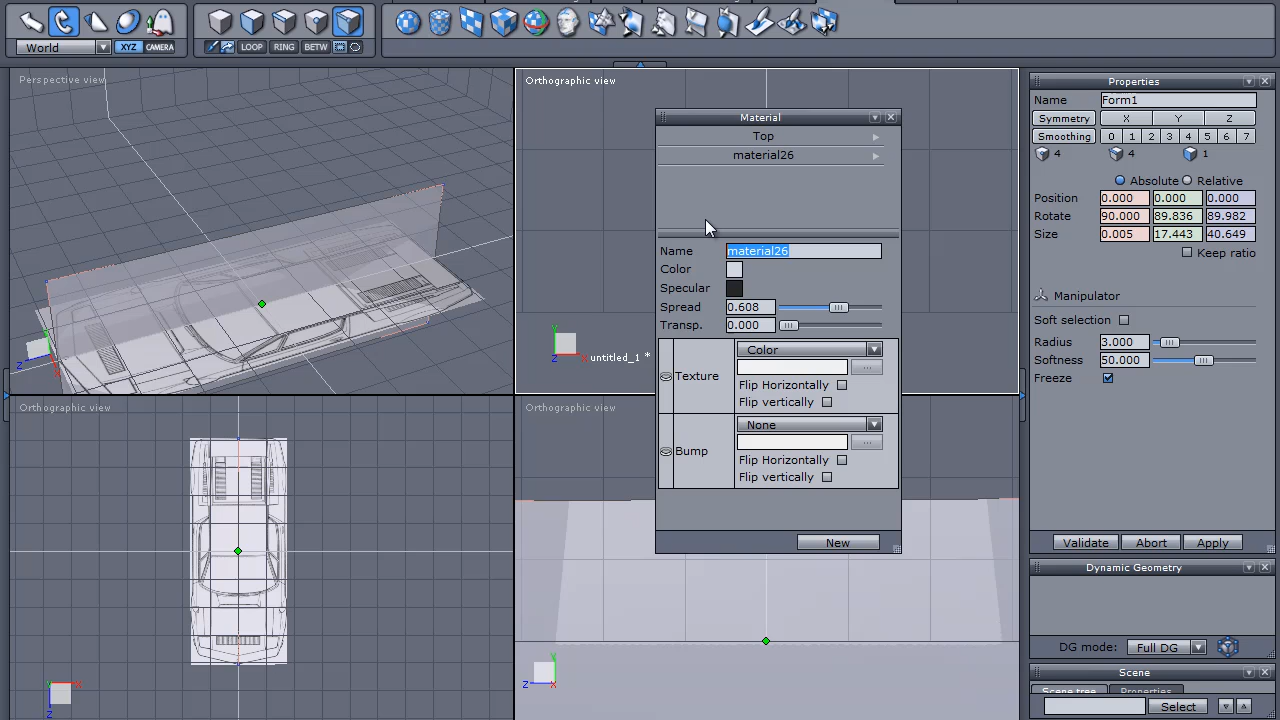 World
XYZ
CAMERA
LOOP
RING
BETW
Perspective view
Orthographic view
Material
Top
material26
Name
material26
Color
Specular
Spread
0.608
Transp.
0.000
Texture
Color
...
Flip Horizontally
Flip vertically
Bump
None
...
Flip Horizontally
Flip vertically
New
untitled_1 *
Y
X
Z
Orthographic view
Orthographic view
Properties
Name
Form1
Symmetry
X
Y
Z
Smoothing
0
1
2
3
4
5
6
7
4
4
1
Absolute
Relative
Position
0.000
0.000
0.000
Rotate
90.000
89.836
89.982
Size
0.005
17.443
40.649
Keep ratio
Manipulator
Soft selection
Radius
3.000
Softness
50.000
Freeze
Validate
Abort
Apply
Dynamic Geometry
DG mode:
Full DG
Scene
Scene tree
Properties
Select